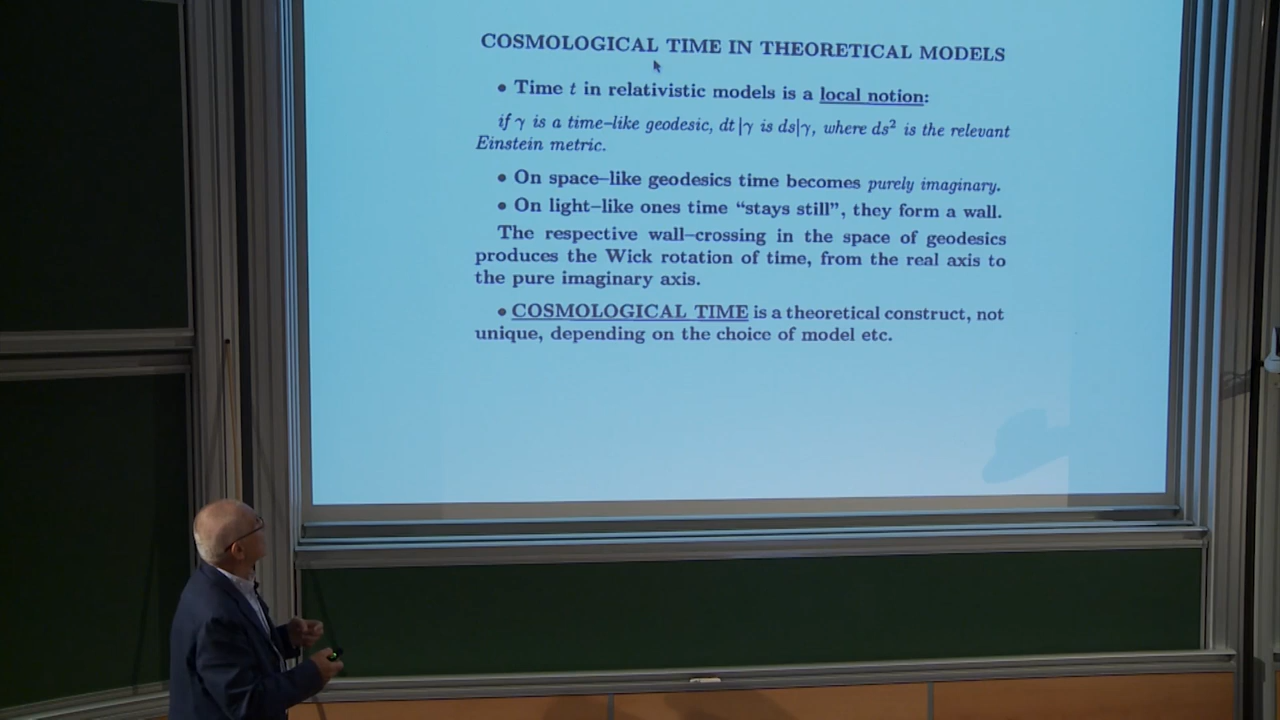 COSMOLOGICAL TIME IN THEORETICAL MODELS
• Time t in relativistic models is a local notion:
if γ is a time–like geodesic, dt|γ is ds|γ, where ds² is the relevant
Einstein metric.
• On space–like geodesics time becomes purely imaginary.
• On light–like ones time “stays still”, they form a wall.
The respective wall–crossing in the space of geodesics
produces the Wick rotation of time, from the real axis to
the pure imaginary axis.
• COSMOLOGICAL TIME is a theoretical construct, not
unique, depending on the choice of model etc.